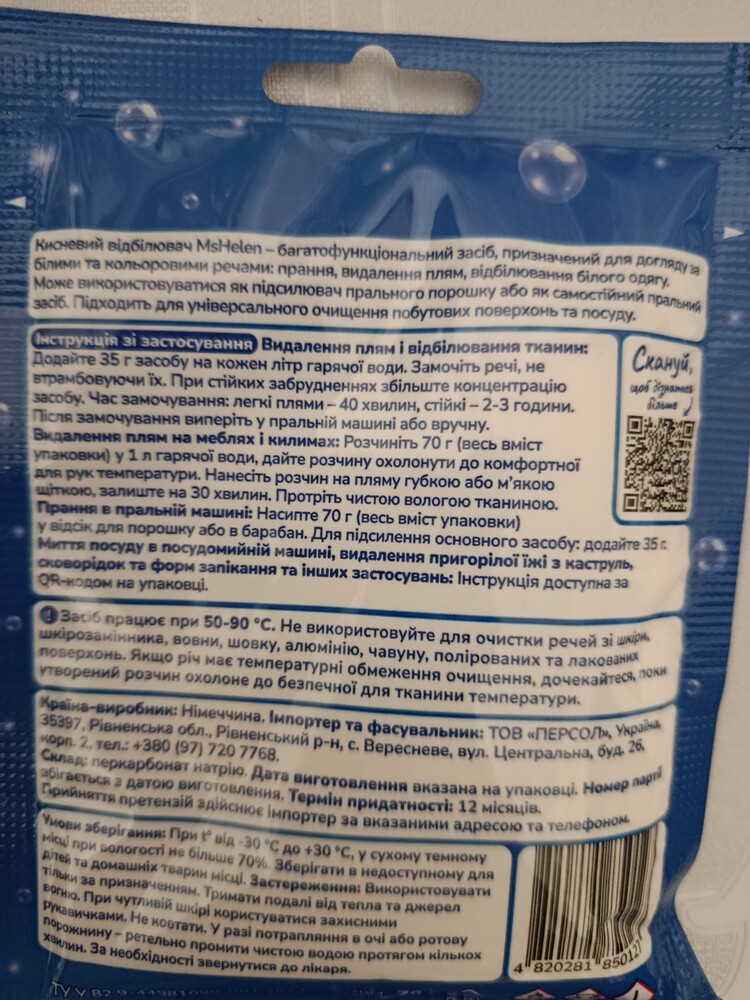 Кисневий відбілювач MsHelen – багатофункціональний засіб, призначений для догляду за
білими та кольоровими речами: прання, видалення плям, відбілювання білого одягу.
Може використовуватися як підсилювач прального порошку або як самостійний пральний
засіб. Підходить для універсального очищення побутових поверхонь та посуду.
Інструкція зі застосування Видалення плям і відбілювання тканин:
Додайте 35 г засобу на кожен літр гарячої води. Замочіть речі, не
втрамбовуючи їх. При стійких забрудненнях збільште концентрацію
засобу. Час замочування: легкі плями – 40 хвилин, стійкі – 2-3 години.
Після замочування виперіть у пральній машині або вручну.
Видалення плям на меблях і килимах: Розчиніть 70 г (весь вміст
упаковки) у 1 л гарячої води, дайте розчину охолонути до комфортної
для рук температури. Нанесіть розчин на пляму губкою або м'якою
щіткою, залиште на 30 хвилин. Протріть чистою вологою тканиною.
Прання в пральній машині: Насипте 70 г (весь вміст упаковки)
у відсік для порошку або в барабан. Для підсилення основного засобу: додайте 35 г.
Миття посуду в посудомийній машині, видалення пригорілої їжі з каструль,
сковорідок та форм запікання та інших застосувань: Інструкція доступна за
QR-кодом на упаковці.
Скануй,
щоб дізнатися
більше
Засіб працює при 50-90 °C. Не використовуйте для очистки речей зі шкіри,
шкірозамінника, вовни, шовку, алюмінію, чавуну, полірованих та лакованих
поверхонь. Якщо річ має температурні обмеження очищення, дочекайтеся, поки
утворений розчин охолоне до безпечної для тканини температури.
Країна-виробник: Німеччина. Імпортер та фасувальник: ТОВ «ПЕРСОЛ», Україна,
35397, Рівненська обл., Рівненський р-н, с. Вересневе, вул. Центральна, буд. 26,
корп. 2, тел.: +380 (97) 720 7768.
Склад: перкарбонат натрію. Дата виготовлення вказана на упаковці. Номер партії
збігається з датою виготовлення. Термін придатності: 12 місяців.
Прийняття претензій здійснює імпортер за вказаними адресою та телефоном.
Умови зберігання: При t° від -30 °C до +30 °C, у сухому темному
місці при вологості не більше 70%. Зберігати в недоступному для
дітей та домашніх тварин місці. Застереження: Використовувати
тільки за призначенням. Тримати подалі від тепла та джерел
вогню. При чутливій шкірі користуватися захисними
рукавичками. Не ковтати. У разі потрапляння в очі або ротову
порожнину – ретельно промити чистою водою протягом кількох
хвилин. За необхідності звернутися до лікаря.
4 820281 850127
ТУ У